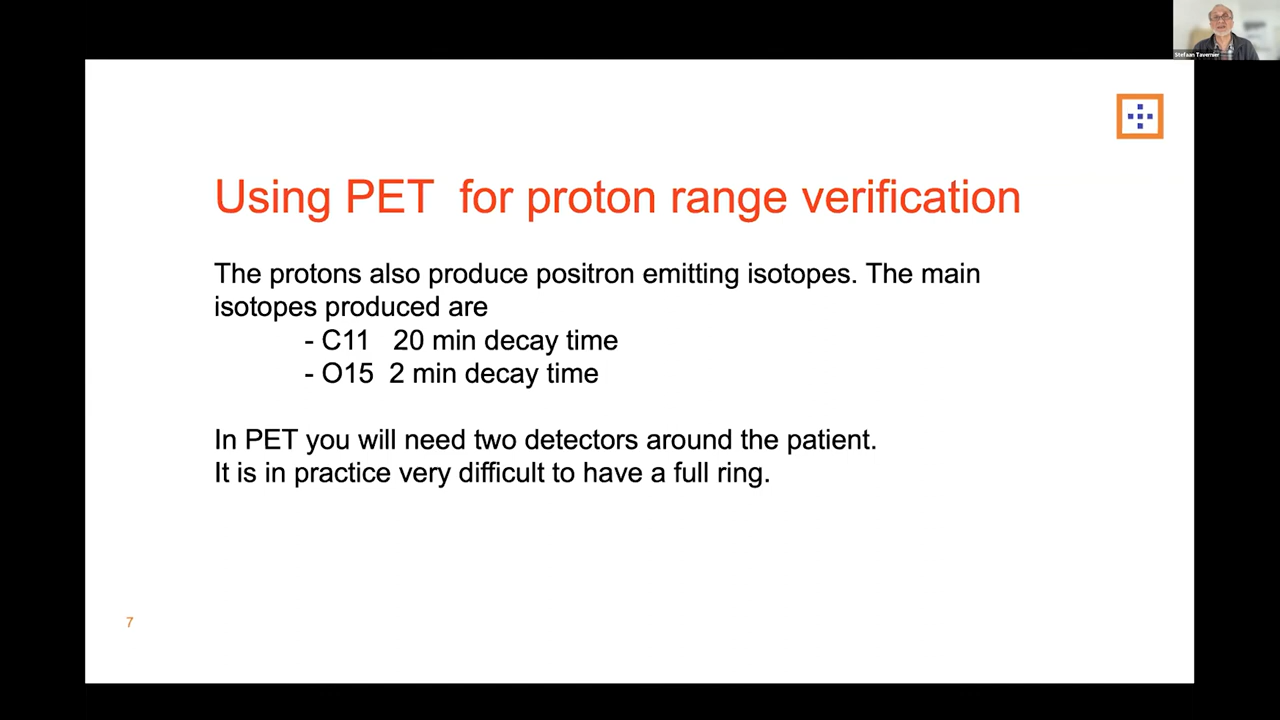 Stefaan Tavernier
Using PET for proton range verification
The protons also produce positron emitting isotopes. The main
isotopes produced are
- C11 20 min decay time
- O15 2 min decay time
In PET you will need two detectors around the patient.
It is in practice very difficult to have a full ring.
7